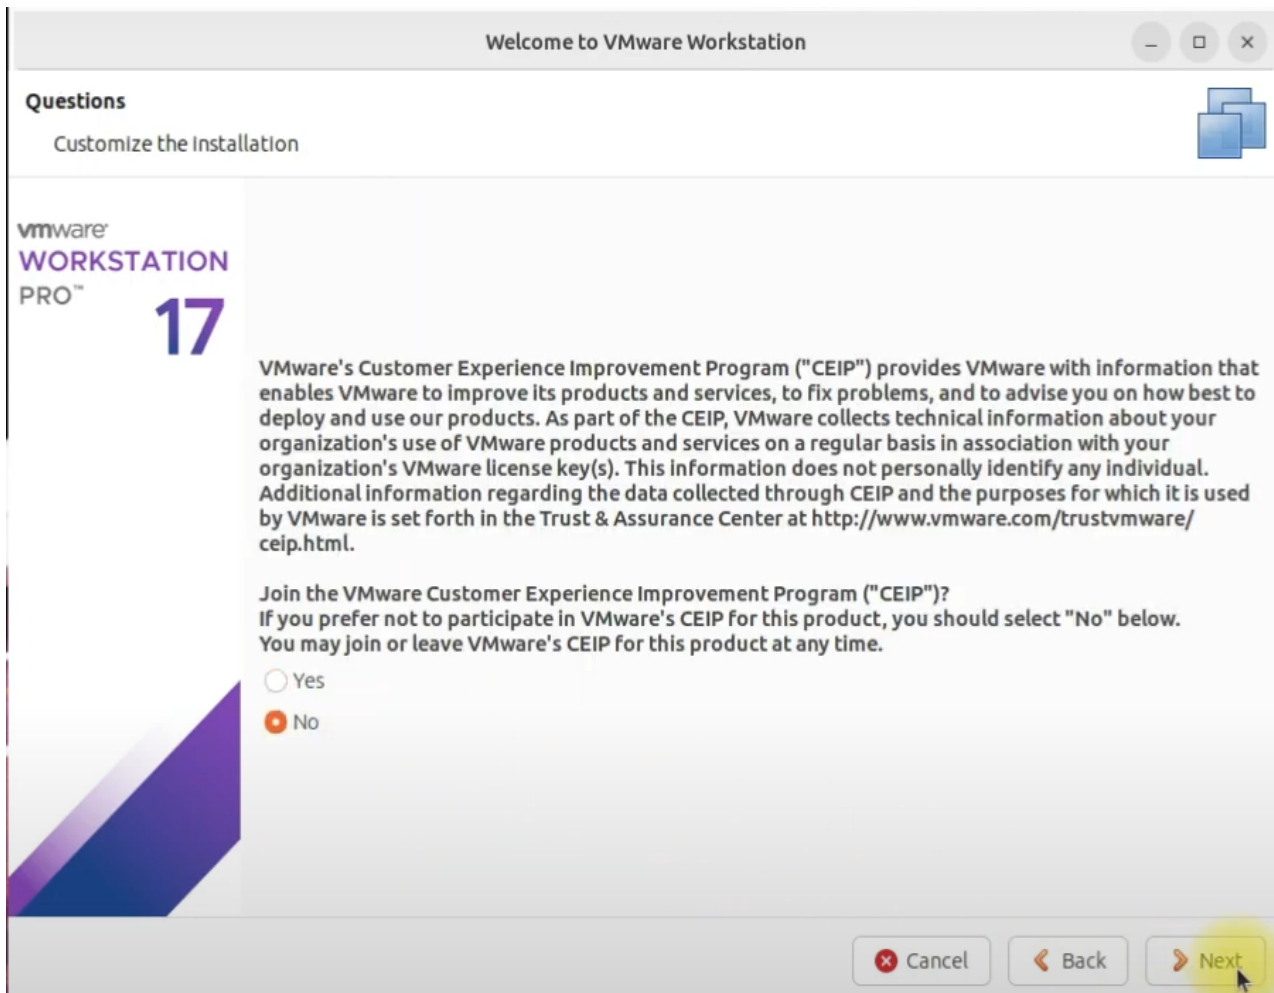 Welcome to VMware Workstation
Questions
Customize the Installation
vmware
WORKSTATION
PRO™
17
VMware's Customer Experience Improvement Program ("CEIP") provides VMware with information that
enables VMware to improve its products and services, to fix problems, and to advise you on how best to
deploy and use our products. As part of the CEIP, VMware collects technical information about your
organization's use of VMware products and services on a regular basis in association with your
organization's VMware license key(s). This information does not personally identify any individual.
Additional information regarding the data collected through CEIP and the purposes for which it is used
by VMware is set forth in the Trust & Assurance Center at http://www.vmware.com/trustvmware/
ceip.html.
Join the VMware Customer Experience Improvement Program ("CEIP")?
If you prefer not to participate in VMware's CEIP for this product, you should select "No" below.
You may join or leave VMware's CEIP for this product at any time.
Yes
No
Cancel
Back
Next